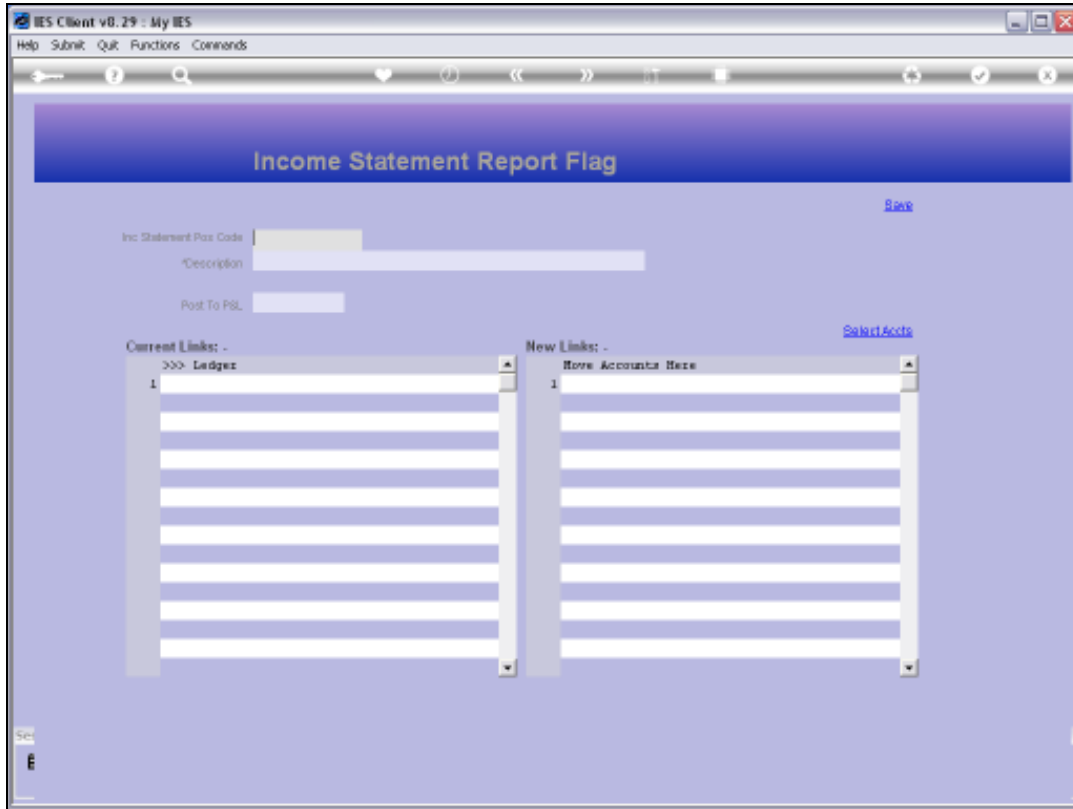 IES Client v8.29 : My IES
Help Submit Quit Functions Commands
Income Statement Report Flag
Save
Inc Statement Pos Code
*Description
Post To P&L
Select Accts
Current Links: -
New Links: -
>>> Ledger
Move Accounts Here
1
1
Se